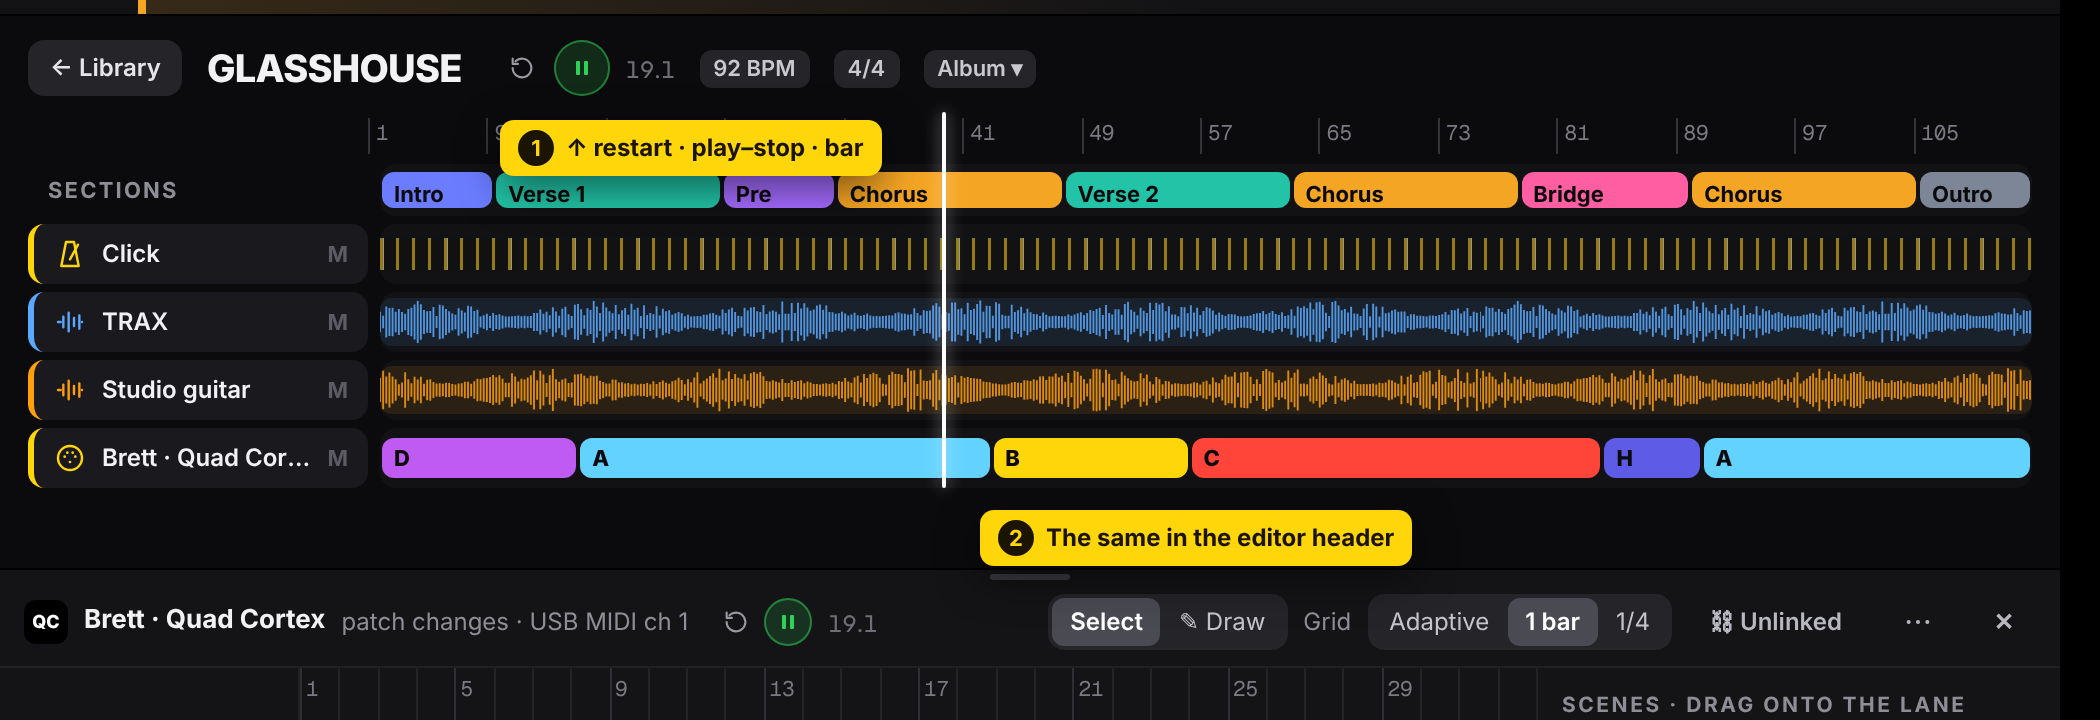 ← Library GLASSHOUSE 19.1 92 BPM 4/4 Album ▾
1 41 49 57 65 73 81 89 97 105
1 ↑ restart · play–stop · bar
SECTIONS Intro Verse 1 Pre Chorus Verse 2 Chorus Bridge Chorus Outro
Click M
TRAX M
Studio guitar M
Brett · Quad Cor... M D A B C H A
2 The same in the editor header
QC Brett · Quad Cortex patch changes · USB MIDI ch 1 19.1 Select ✎ Draw Grid Adaptive 1 bar 1/4 ⛓ Unlinked ··· ✕
1 5 9 13 17 21 25 29
SCENES · DRAG ONTO THE LANE